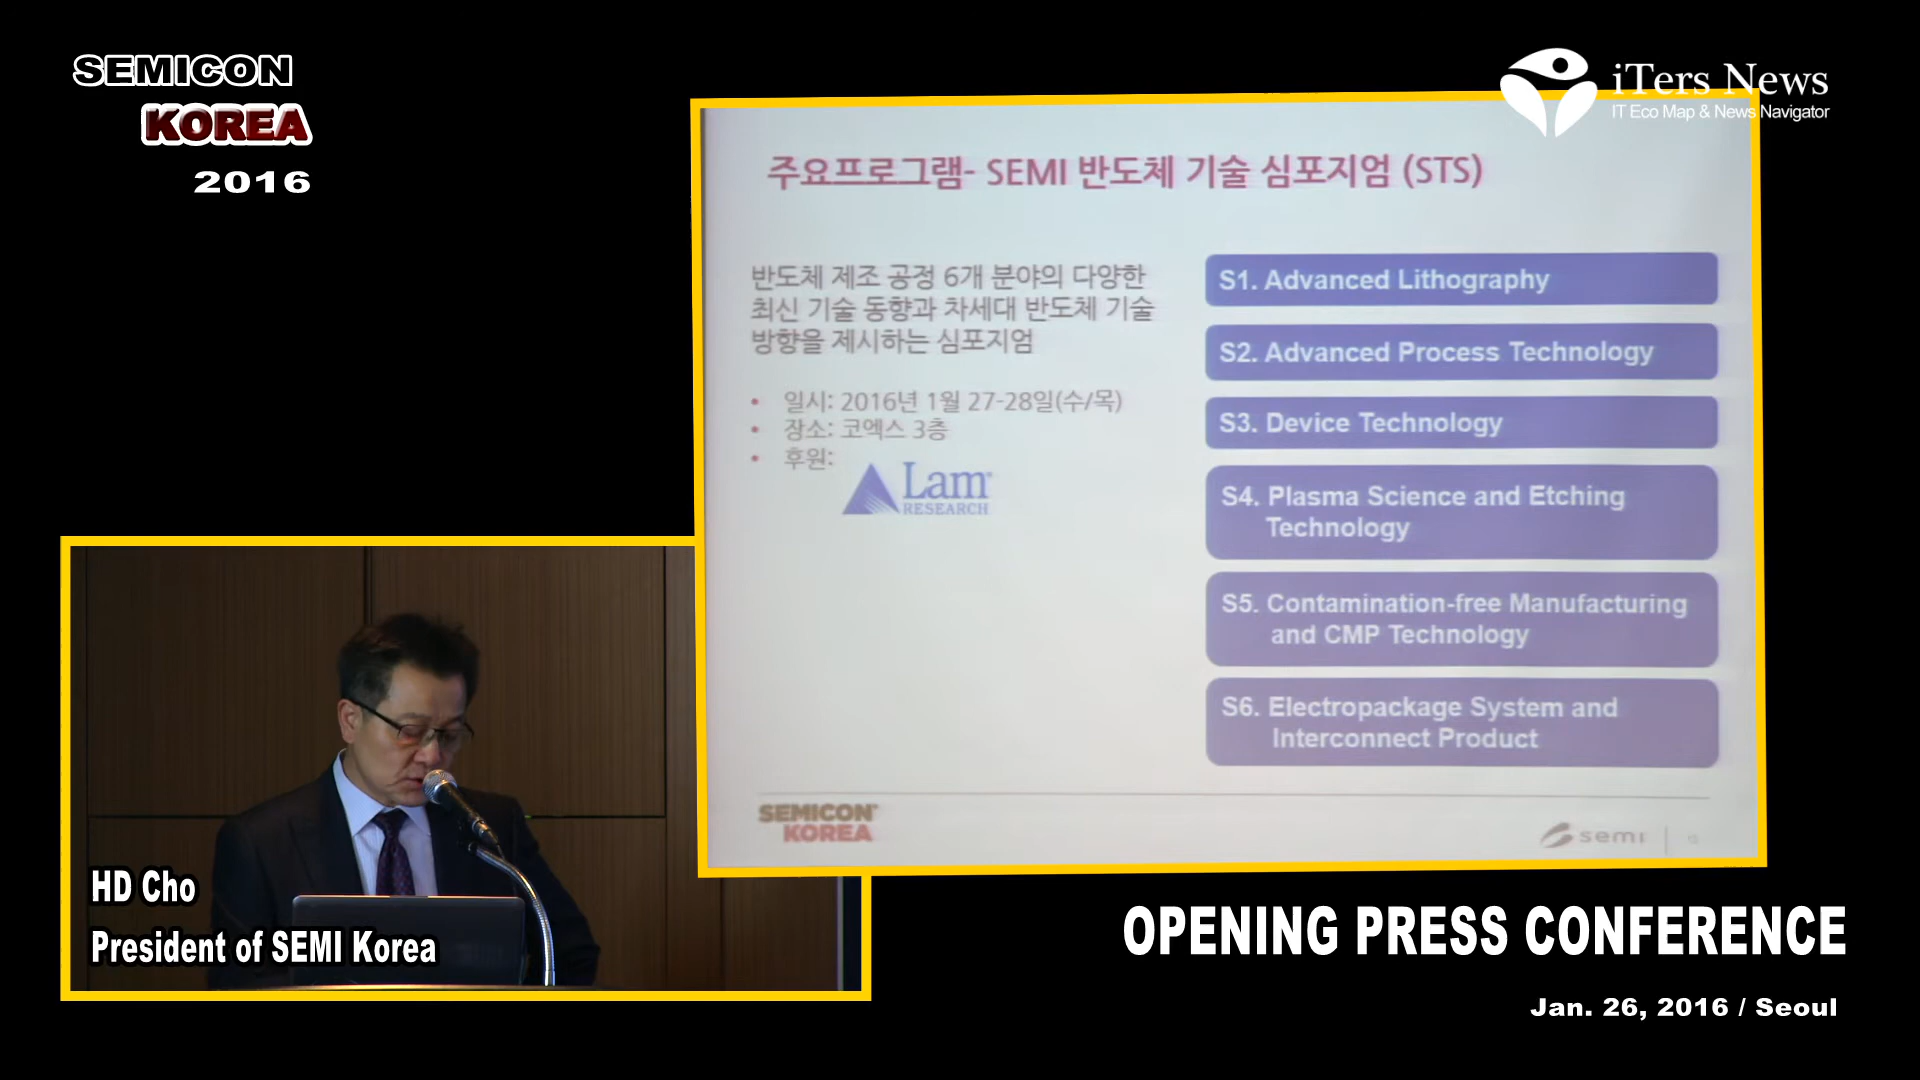 SEMICON
KOREA
2016
iTers News
IT Eco Map & News Navigator
주요프로그램- SEMI 반도체 기술 심포지엄 (STS)
반도체 제조 공정 6개 분야의 다양한
최신 기술 동향과 차세대 반도체 기술
방향을 제시하는 심포지엄
• 일시: 2016년 1월 27-28일(수/목)
• 장소: 코엑스 3층
• 후원:
Lam
RESEARCH
S1. Advanced Lithography
S2. Advanced Process Technology
S3. Device Technology
S4. Plasma Science and Etching
Technology
S5. Contamination-free Manufacturing
and CMP Technology
S6. Electropackage System and
Interconnect Product
SEMICON
KOREA
semi
HD Cho
President of SEMI Korea
OPENING PRESS CONFERENCE
Jan. 26, 2016 / Seoul